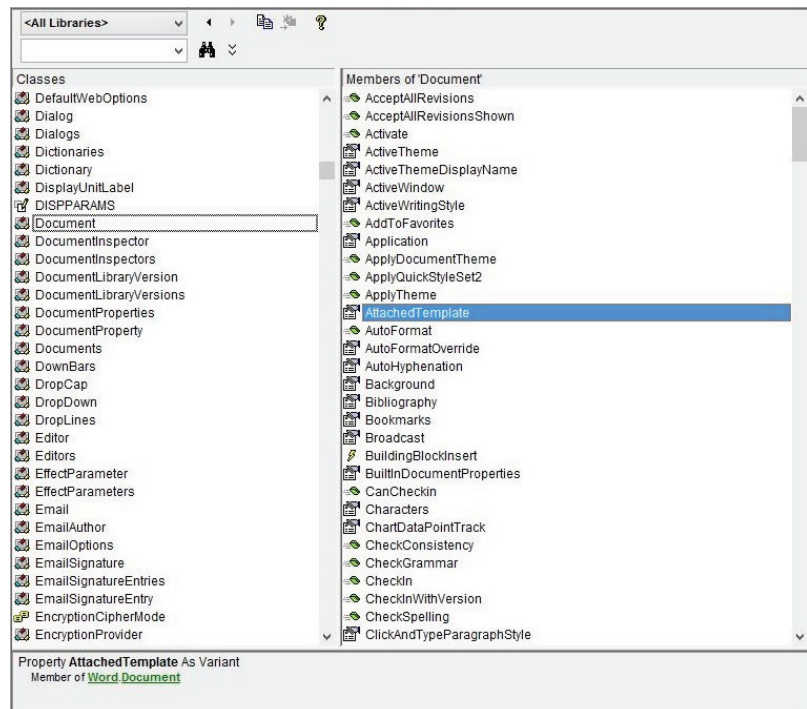 <All Libraries>
Classes
DefaultWebOptions
Dialog
Dialogs
Dictionaries
Dictionary
DisplayUnitLabel
DISPPARAMS
Document
DocumentInspector
DocumentInspectors
DocumentLibraryVersion
DocumentLibraryVersions
DocumentProperties
DocumentProperty
Documents
DownBars
DropCap
DropDown
DropLines
Editor
Editors
EffectParameter
EffectParameters
Email
EmailAuthor
EmailOptions
EmailSignature
EmailSignatureEntries
EmailSignatureEntry
EncryptionCipherMode
EncryptionProvider
Members of 'Document'
AcceptAllRevisions
AcceptAllRevisionsShown
Activate
ActiveTheme
ActiveThemeDisplayName
ActiveWindow
ActiveWritingStyle
AddToFavorites
Application
ApplyDocumentTheme
ApplyQuickStyleSet2
ApplyTheme
AttachedTemplate
AutoFormat
AutoFormatOverride
AutoHyphenation
Background
Bibliography
Bookmarks
Broadcast
BuildingBlockInsert
BuiltInDocumentProperties
CanCheckin
Characters
ChartDataPointTrack
CheckConsistency
CheckGrammar
CheckIn
CheckInWithVersion
CheckSpelling
ClickAndTypeParagraphStyle
Property AttachedTemplate As Variant
Member of Word.Document